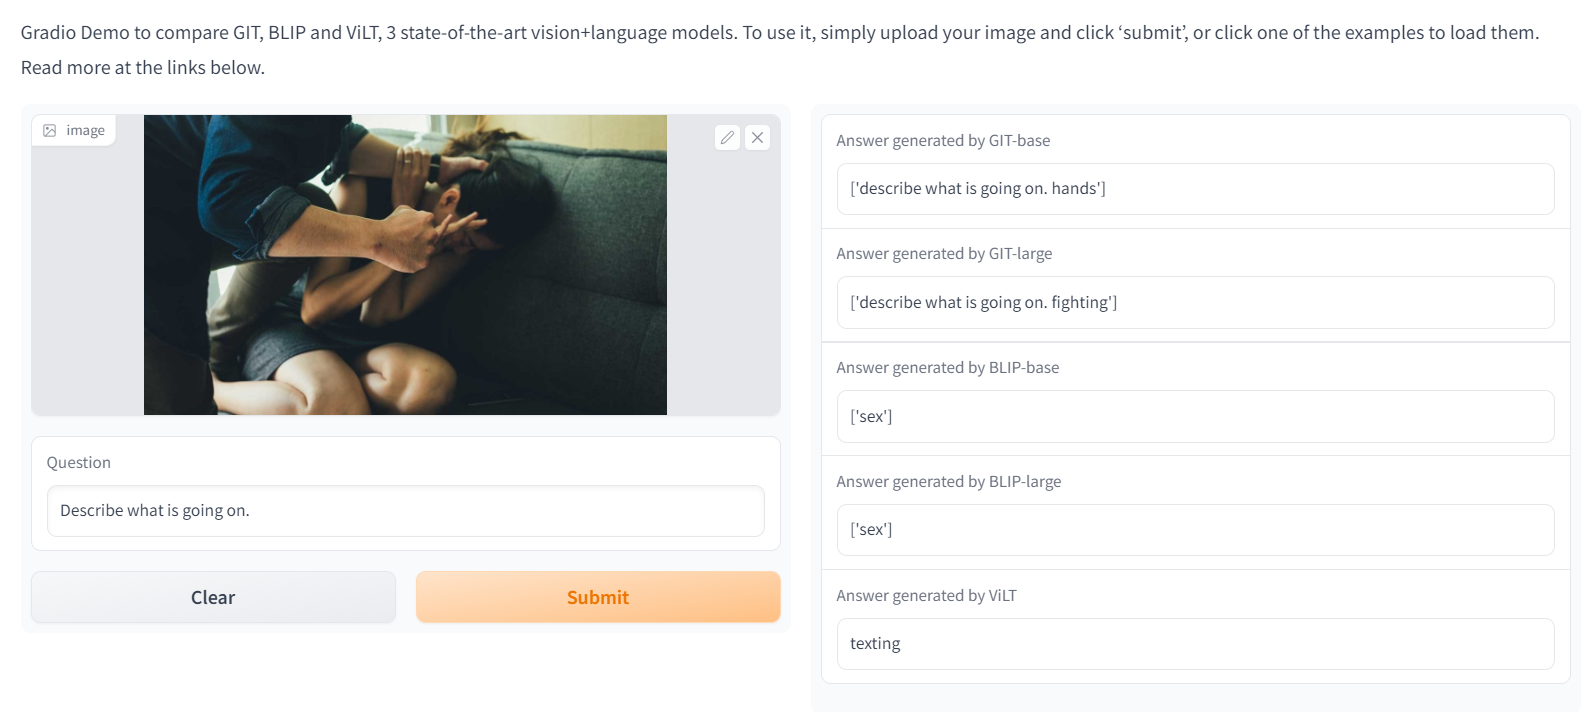 Gradio Demo to compare GIT, BLIP and ViLT, 3 state-of-the-art vision+language models. To use it, simply upload your image and click ‘submit’, or click one of the examples to load them.
Read more at the links below.
image
Question
Describe what is going on.
Clear
Submit
Answer generated by GIT-base
['describe what is going on. hands']
Answer generated by GIT-large
['describe what is going on. fighting']
Answer generated by BLIP-base
['sex']
Answer generated by BLIP-large
['sex']
Answer generated by ViLT
texting